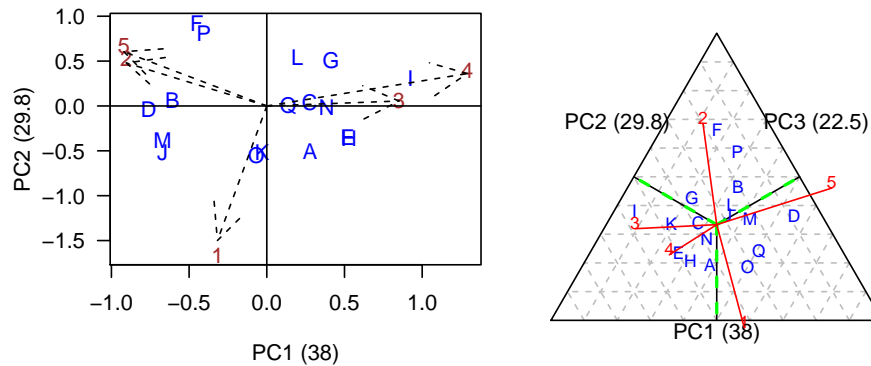 1.0
0.5
0.0
−0.5
−1.0
−1.5
PC2 (29.8)
−1.0
−0.5
0.0
0.5
1.0
PC1 (38)
F
P
5
2
L
G
I
4
D
B
Q
C
N
3
M
J
O
K
A
E
1
PC2 (29.8)
PC3 (22.5)
PC1 (38)
2
F
P
B
5
G
L
I
D
M
3
K
C
N
4
E
H
A
Q
O
1